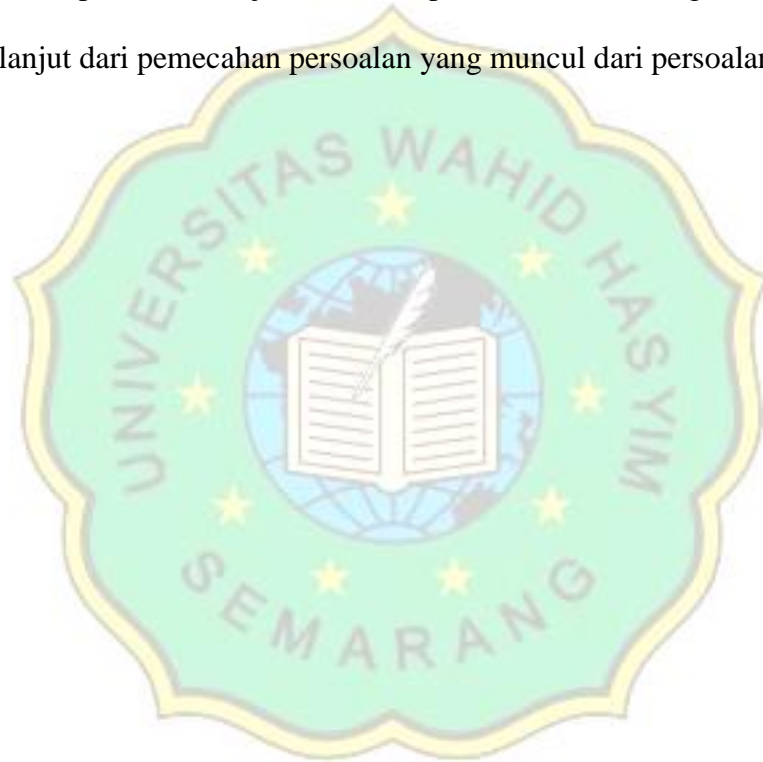 lanjut dari pemecahan persoalan yang muncul dari persoalan
UNIVERSITAS WAHID HASYIM
SEMARANG